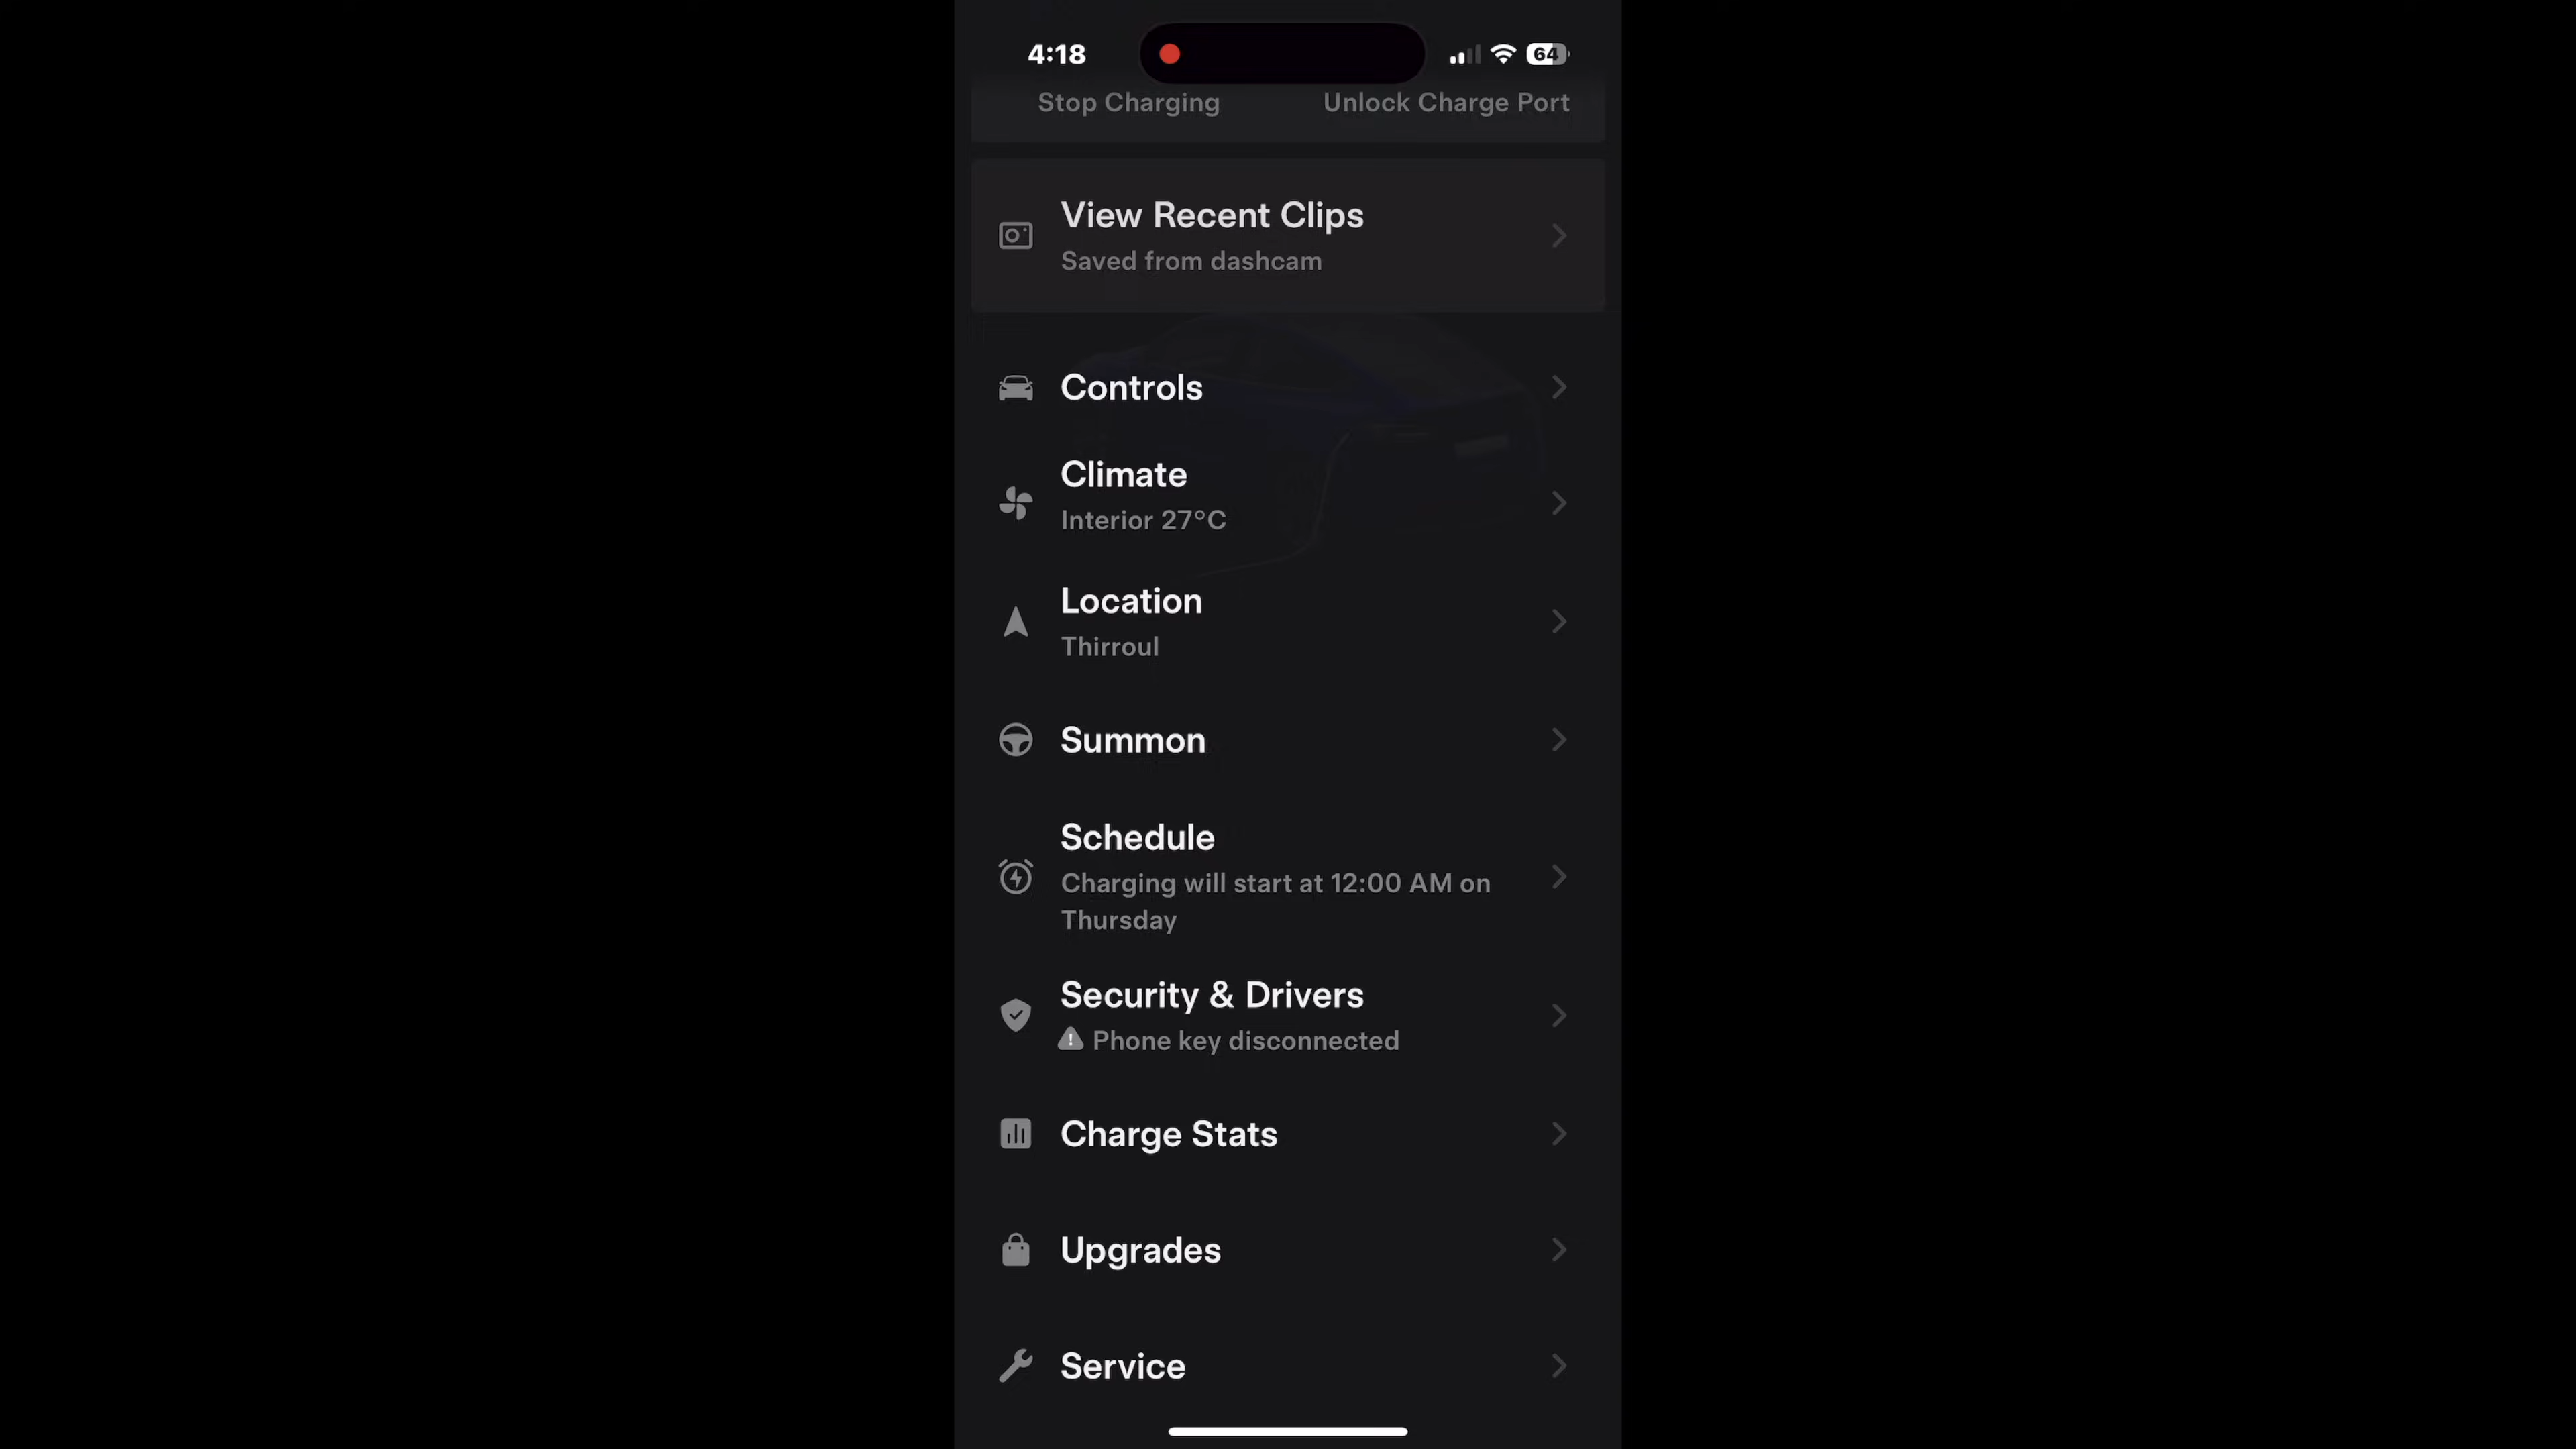 4:18
64
Stop Charging Unlock Charge Port
View Recent Clips
Saved from dashcam
Controls
Climate
Interior 27°C
Location
Thirroul
Summon
Schedule
Charging will start at 12:00 AM on
Thursday
Security & Drivers
Phone key disconnected
Charge Stats
Upgrades
Service